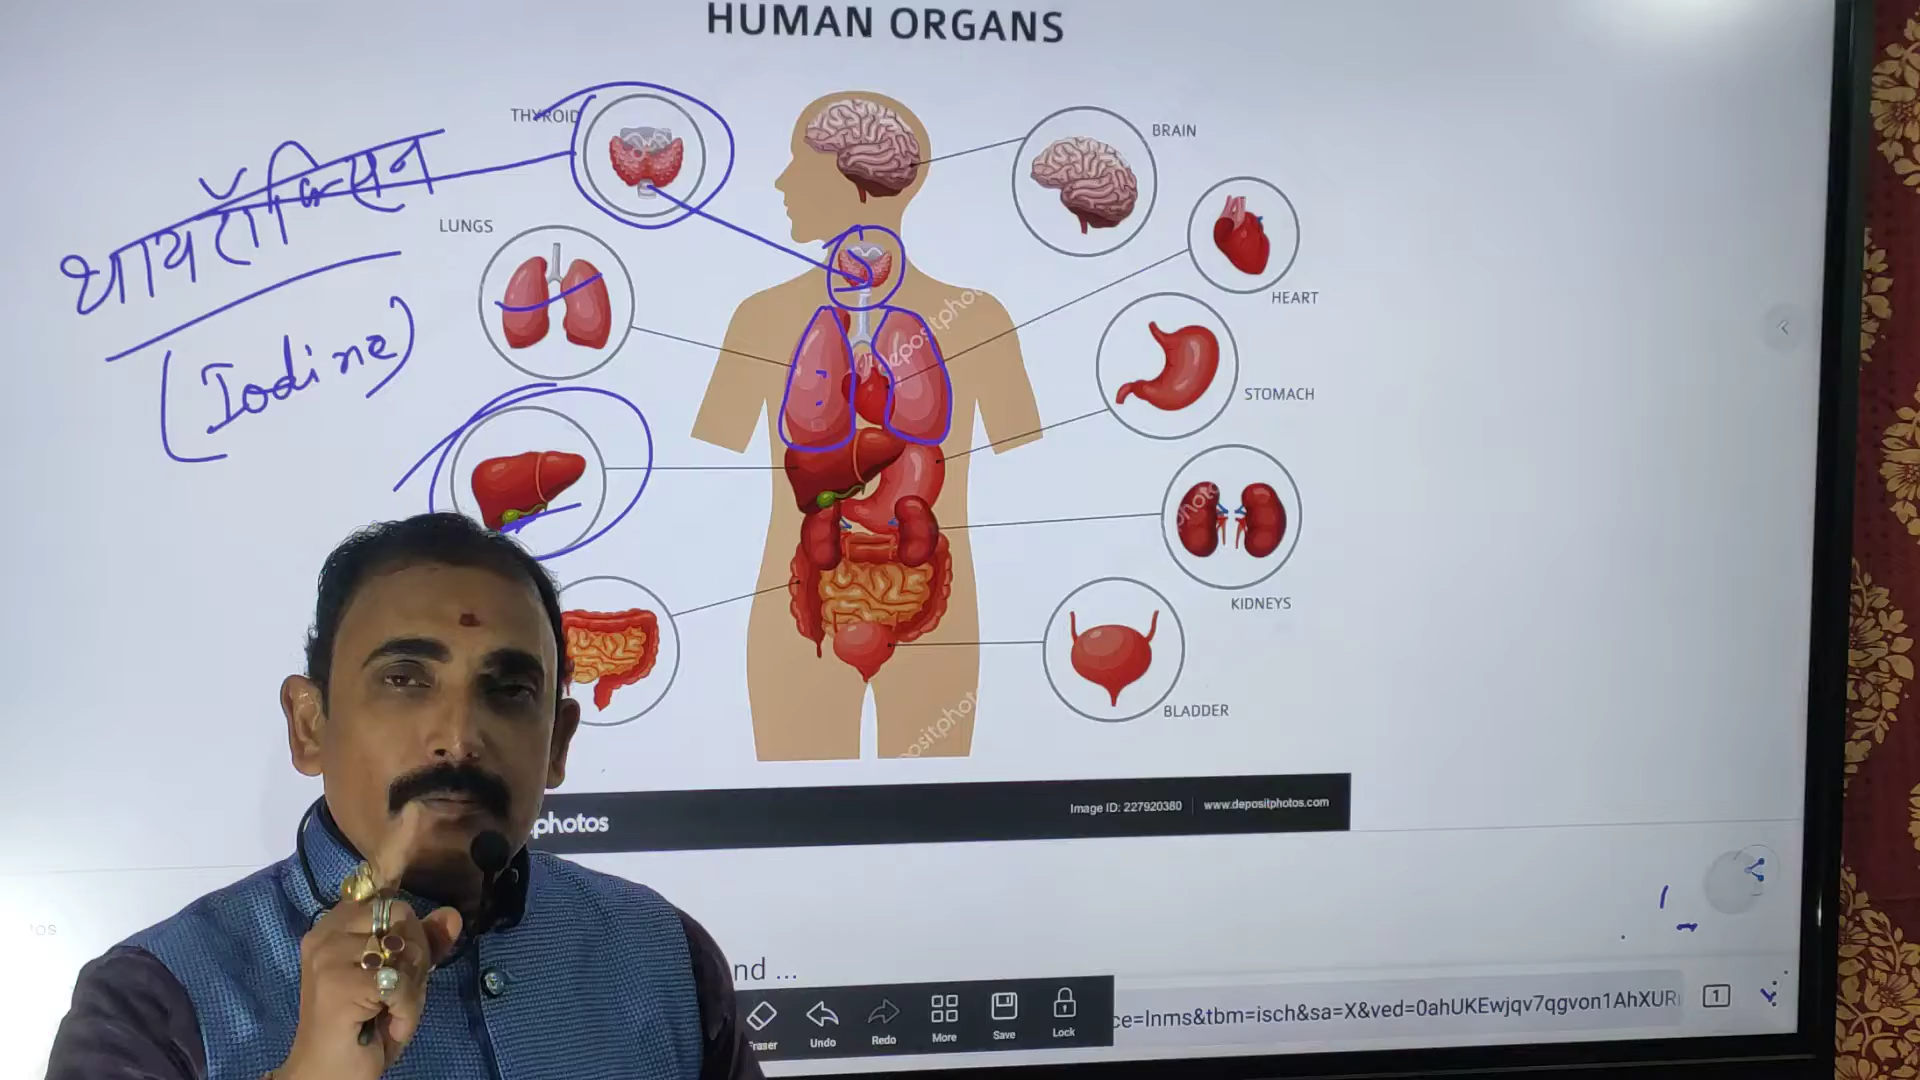 HUMAN ORGANS
THYROID
BRAIN
थायरॉक्सिन
LUNGS
HEART
(Iodine)
depositphotos
STOMACH
KIDNEYS
BLADDER
photos
Image ID: 227920380 www.depositphotos.com
nd ...
Eraser Undo Redo More Save Lock
ce=lnms&tbm=isch&sa=X&ved=0ahUKEwjqv7qgvon1AhXUR
1